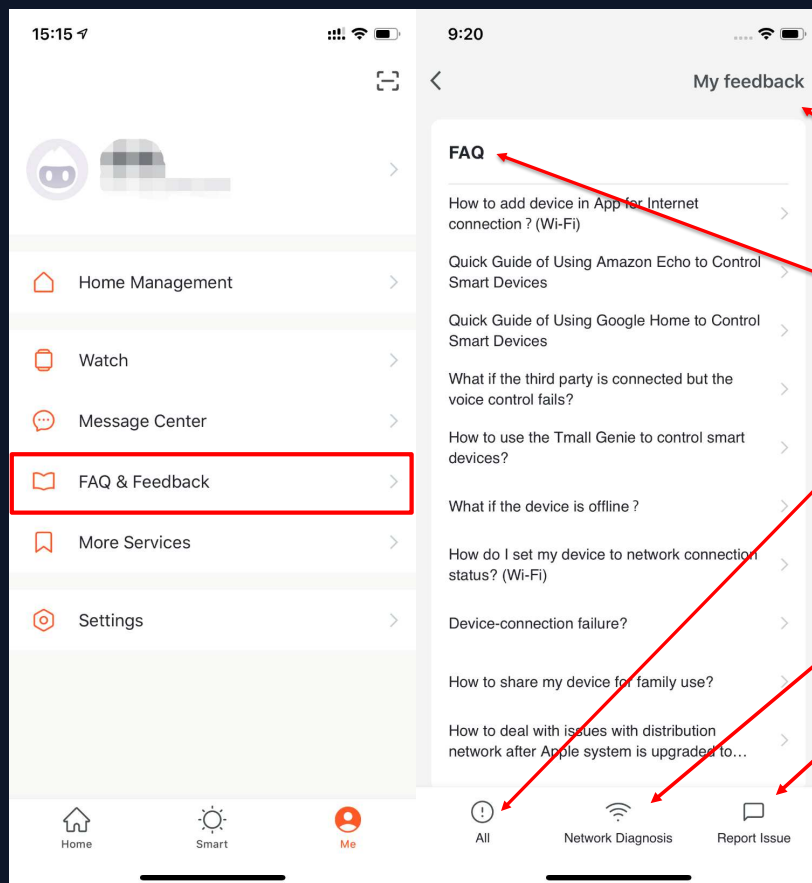 15:15
Home Management
Watch
Message Center
FAQ & Feedback
More Services
Settings
Home
Smart
Me
9:20
My feedback
FAQ
How to add device in App for Internet
connection ? (Wi-Fi)
Quick Guide of Using Amazon Echo to Control
Smart Devices
Quick Guide of Using Google Home to Control
Smart Devices
What if the third party is connected but the
voice control fails?
How to use the Tmall Genie to control smart
devices?
What if the device is offline ?
How do I set my device to network connection
status? (Wi-Fi)
Device-connection failure?
How to share my device for family use?
How to deal with issues with distribution
network after Apple system is upgraded to...
All
Network Diagnosis
Report Issue